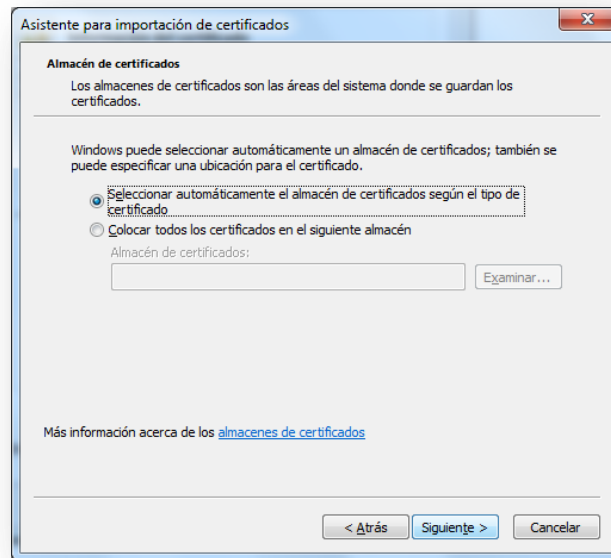 Asistente para importación de certificados
Almacén de certificados
Los almacenes de certificados son las áreas del sistema donde se guardan los
certificados.
Windows puede seleccionar automáticamente un almacén de certificados; también se
puede especificar una ubicación para el certificado.
Seleccionar automáticamente el almacén de certificados según el tipo de
certificado
Colocar todos los certificados en el siguiente almacén
Almacén de certificados:
Examinar...
Más información acerca de los almacenes de certificados
< Atrás
Siguiente >
Cancelar